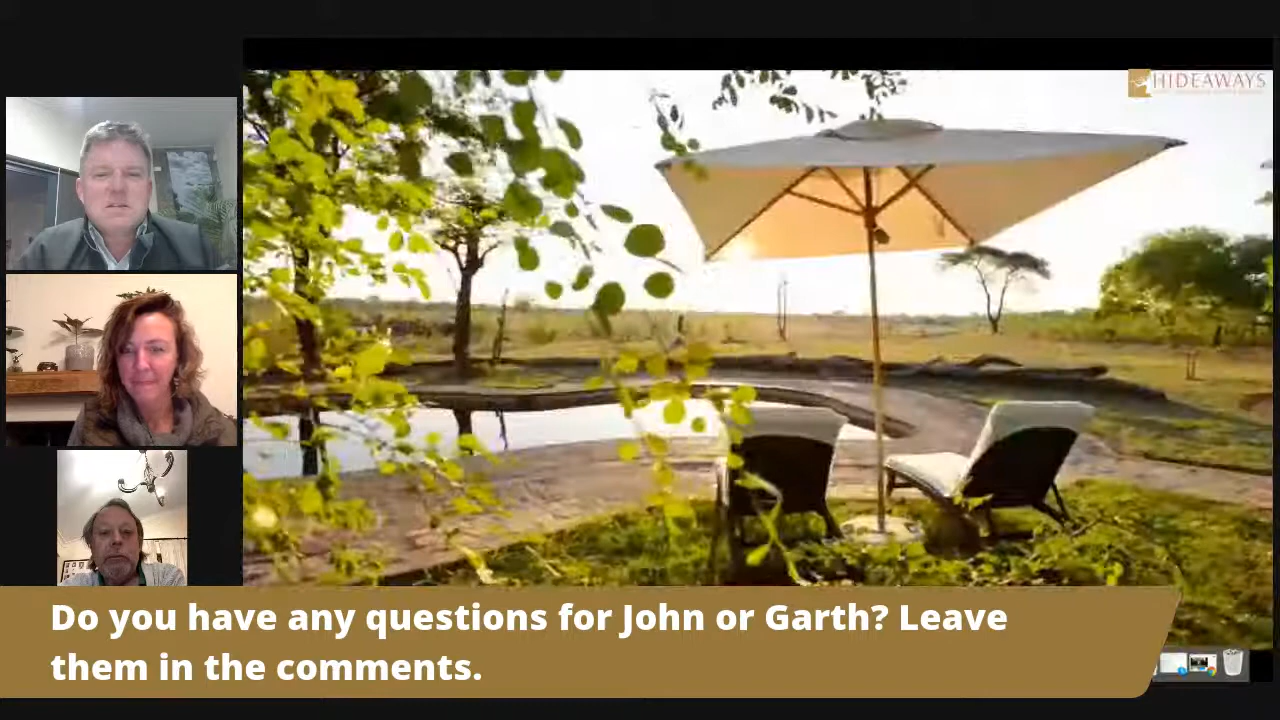 HIDEAWAYS
Do you have any questions for John or Garth? Leave
them in the comments.